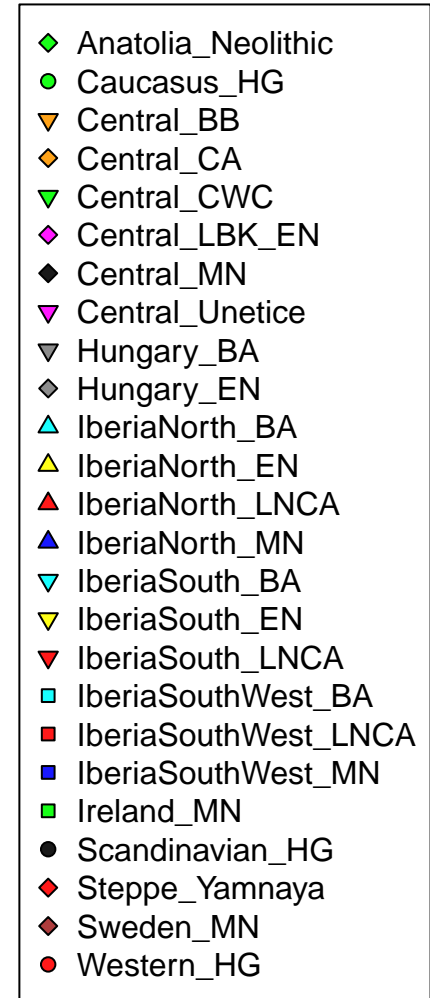 Anatolia_Neolithic
Caucasus_HG
Central_BB
Central_CA
Central_CWC
Central_LBK_EN
Central_MN
Central_Unetice
Hungary_BA
Hungary_EN
IberiaNorth_BA
IberiaNorth_EN
IberiaNorth_LNCA
IberiaNorth_MN
IberiaSouth_BA
IberiaSouth_EN
IberiaSouth_LNCA
IberiaSouthWest_BA
IberiaSouthWest_LNCA
IberiaSouthWest_MN
Ireland_MN
Scandinavian_HG
Steppe_Yamnaya
Sweden_MN
Western_HG